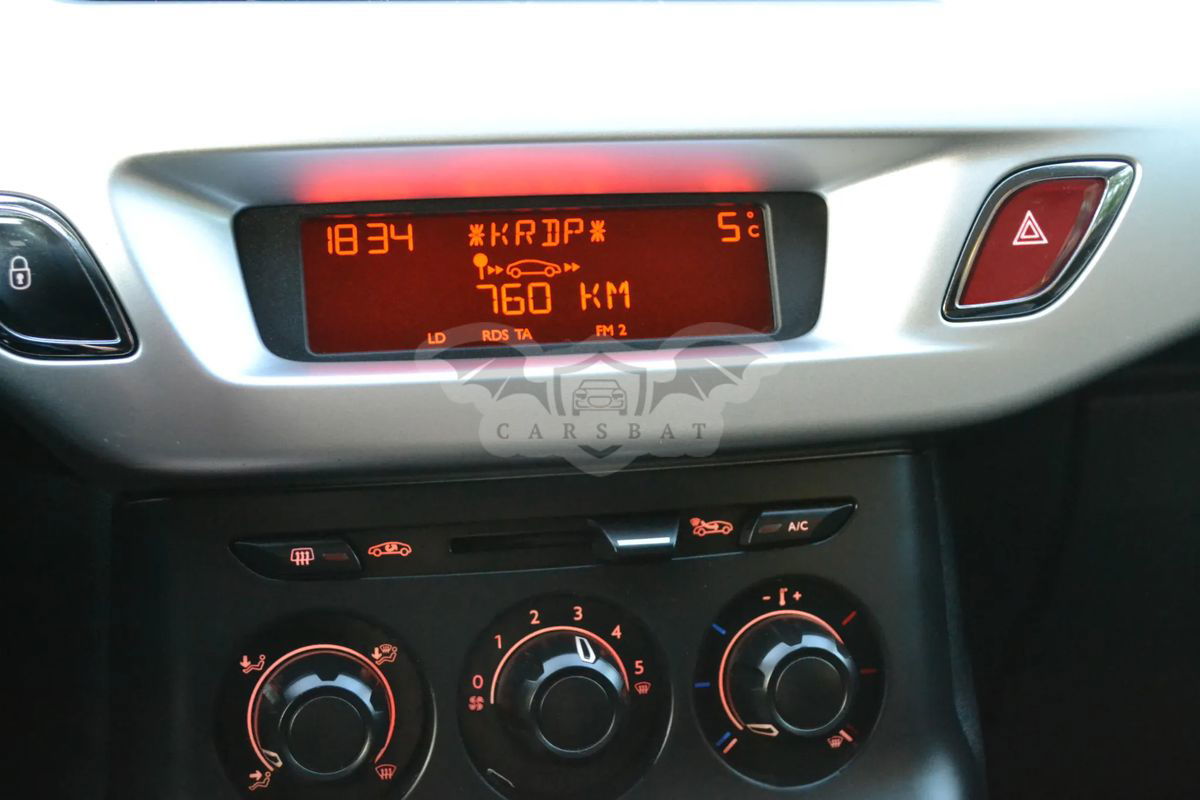 18 34 *KRDP* 5°C
760 KM
LD RDS TA FM 2
CARSBAT
A/C
- +
0 1 2 3 4 5